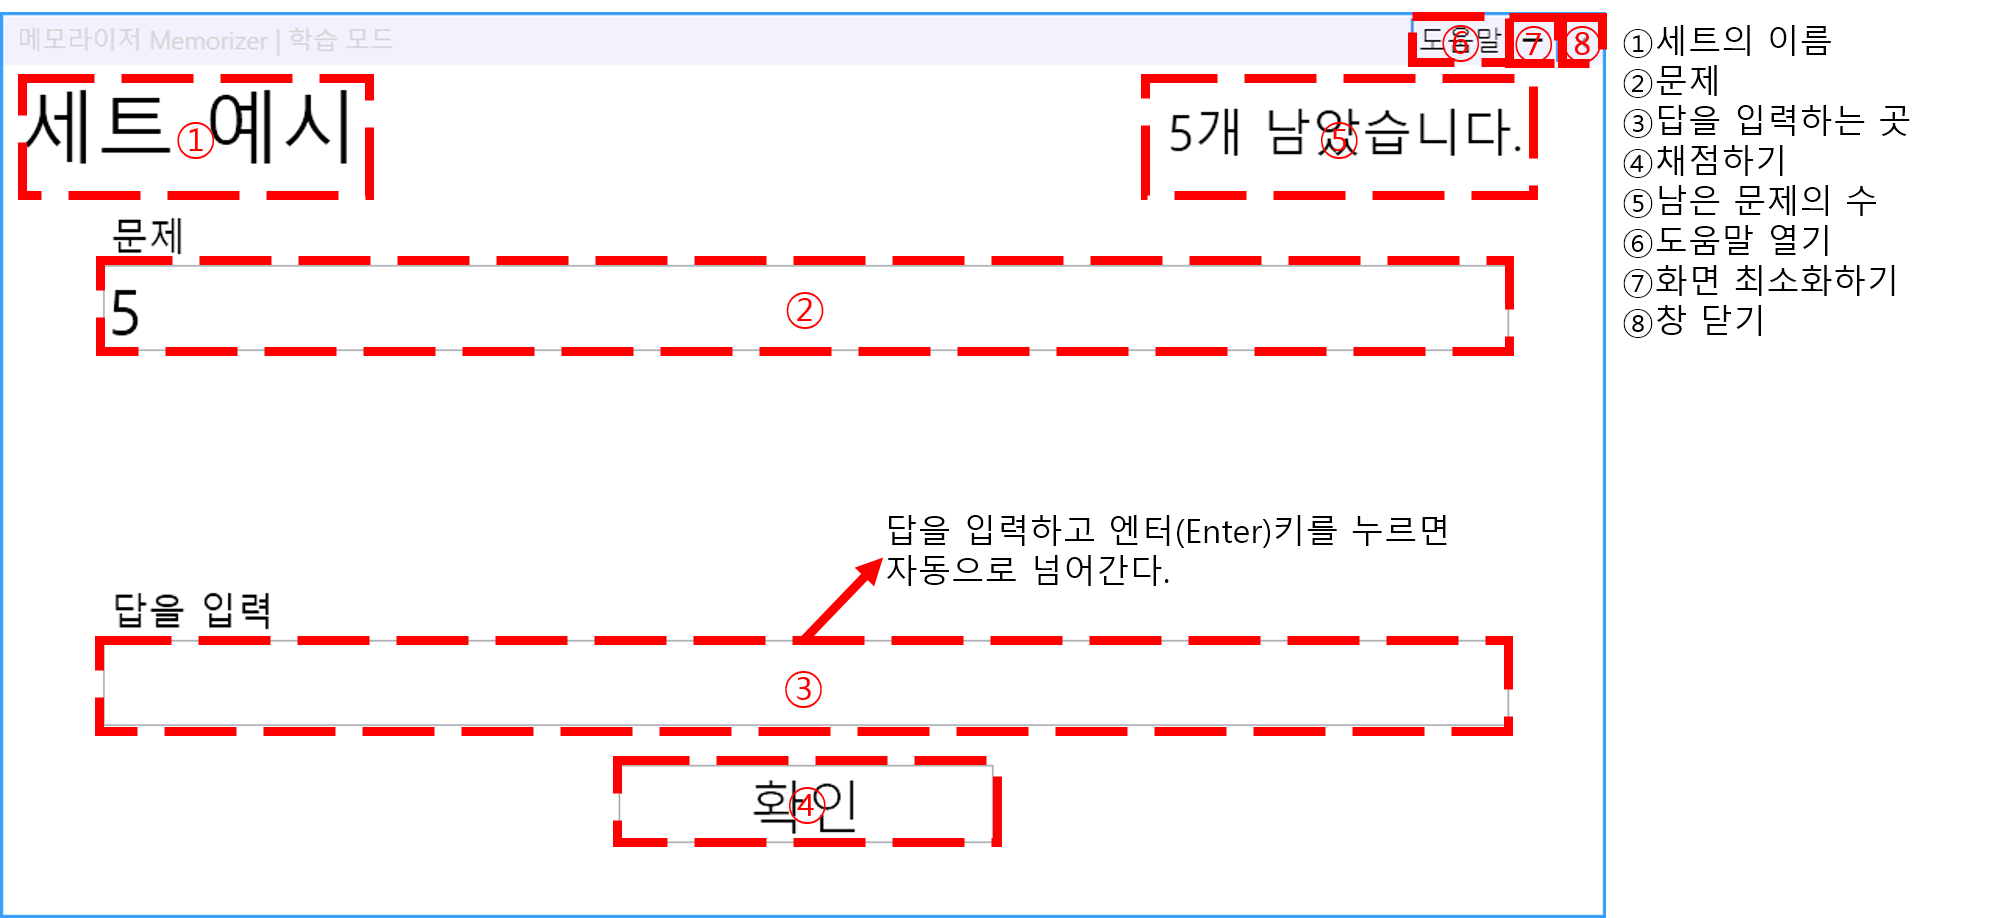 메모라이저 Memorizer | 학습 모드
도움말 ⑥ ⑦ ⑧
세트 예시 ①
5개 남았습니다. ⑤
문제
5 ②
답을 입력하고 엔터(Enter)키를 누르면
자동으로 넘어간다.
답을 입력
③
확인 ④
①세트의 이름
②문제
③답을 입력하는 곳
④채점하기
⑤남은 문제의 수
⑥도움말 열기
⑦화면 최소화하기
⑧창 닫기